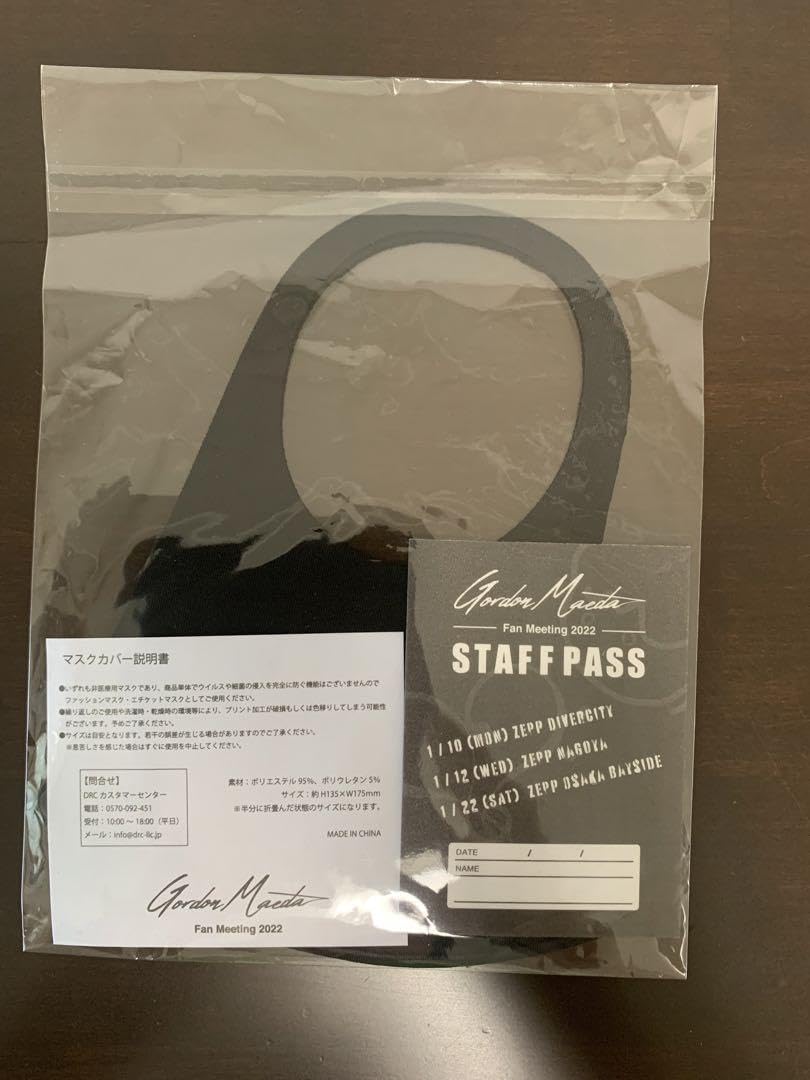 マスクカバー説明書
●いずれも非医療用マスクであり、商品単体でウイルスや細菌の侵入を完全に防ぐ機能はございませんので
ファッションマスク・エチケットマスクとしてご使用ください。
●繰り返しのご使用や洗濯時・乾燥時の環境等により、プリント加工が破損もしくは色移りしてしまう可能性
がございます。予めご了承ください。
●サイズは目安となります。若干の誤差が生じる場合がありますのでご了承ください。
※息苦しさを感じた場合はすぐに使用を中止してください。
【問合せ】
DRC カスタマーセンター
電話：0570-092-451
受付：10:00 〜 18:00（平日）
メール：info@drc-llc.jp
素材：ポリエステル 95%、ポリウレタン 5%
サイズ：約 H135×W175mm
※半分に折畳んだ状態のサイズになります。
MADE IN CHINA
Gordon Maeda
Fan Meeting 2022
Gordon Maeda
Fan Meeting 2022
STAFF PASS
1 / 10 (MON) ZEPP DIVERCITY
1 / 12 (WED) ZEPP NAGOYA
1 / 22 (SAT) ZEPP OSAKA BAYSIDE
DATE / /
NAME